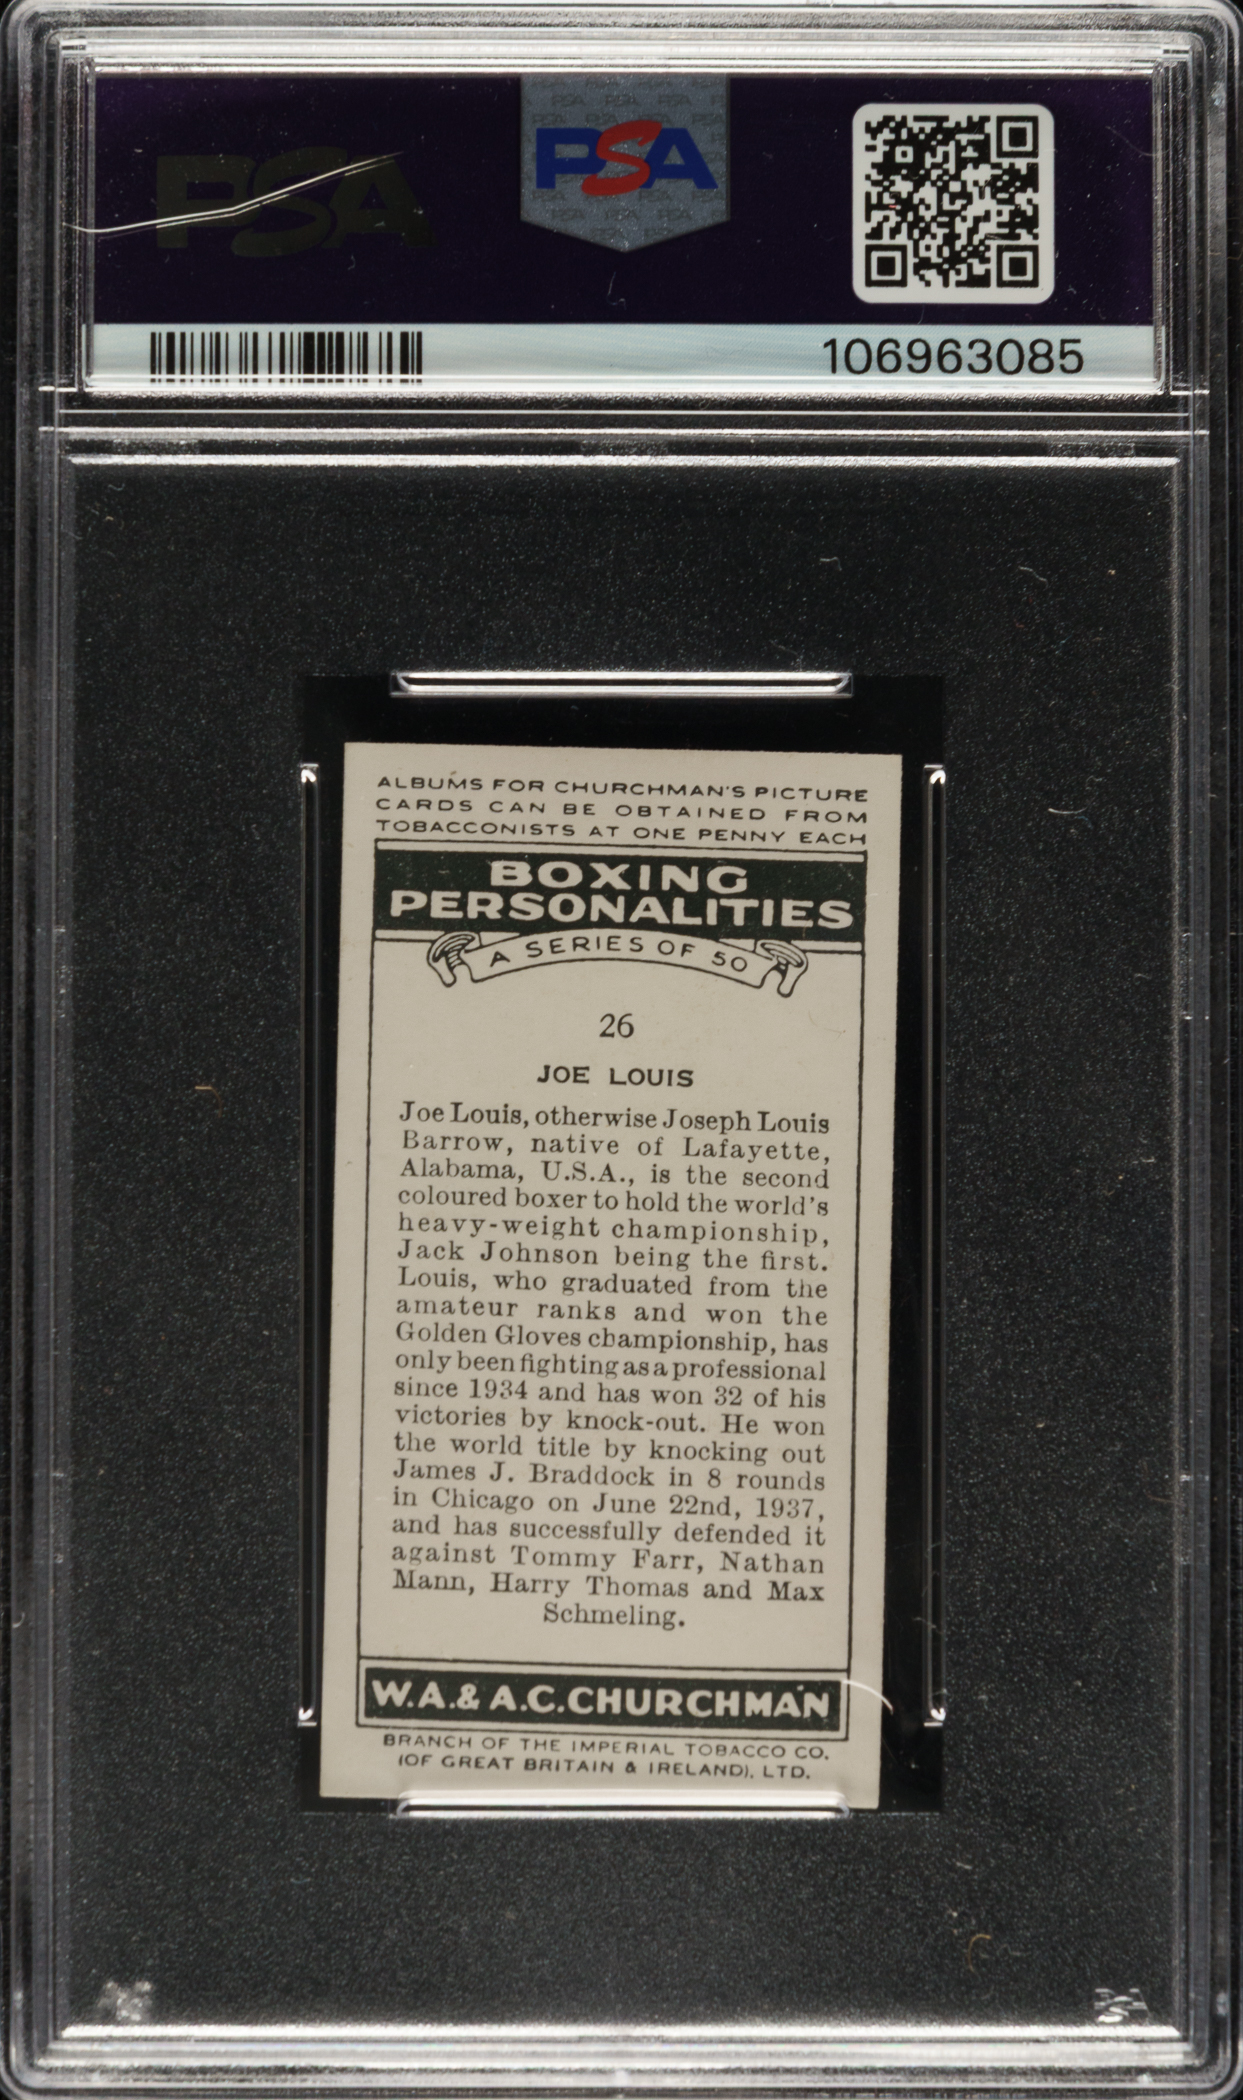 PSA
PSA
106963085
ALBUMS FOR CHURCHMAN'S PICTURE
CARDS CAN BE OBTAINED FROM
TOBACCONISTS AT ONE PENNY EACH
BOXING
PERSONALITIES
A SERIES OF 50
26
JOE LOUIS
Joe Louis, otherwise Joseph Louis
Barrow, native of Lafayette,
Alabama, U.S.A., is the second
coloured boxer to hold the world's
heavy-weight championship,
Jack Johnson being the first.
Louis, who graduated from the
amateur ranks and won the
Golden Gloves championship, has
only been fighting as a professional
since 1934 and has won 32 of his
victories by knock-out. He won
the world title by knocking out
James J. Braddock in 8 rounds
in Chicago on June 22nd, 1937,
and has successfully defended it
against Tommy Farr, Nathan
Mann, Harry Thomas and Max
Schmeling.
W.A. & A.C. CHURCHMAN
BRANCH OF THE IMPERIAL TOBACCO CO.
(OF GREAT BRITAIN & IRELAND), LTD.